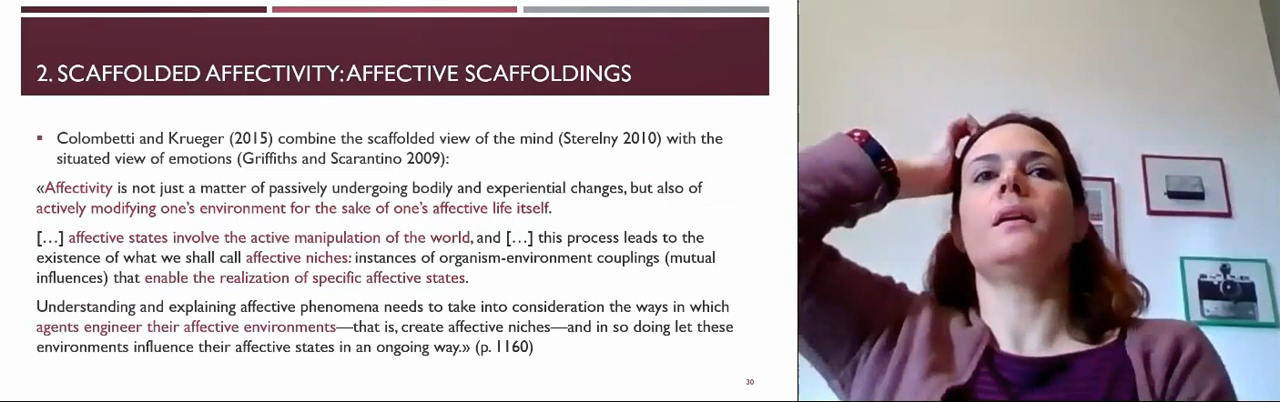 2. SCAFFOLDED AFFECTIVITY: AFFECTIVE SCAFFOLDINGS
▪ Colombetti and Krueger (2015) combine the scaffolded view of the mind (Sterelny 2010) with the
situated view of emotions (Griffiths and Scarantino 2009):
«Affectivity is not just a matter of passively undergoing bodily and experiential changes, but also of
actively modifying one's environment for the sake of one's affective life itself.
[…] affective states involve the active manipulation of the world, and […] this process leads to the
existence of what we shall call affective niches: instances of organism-environment couplings (mutual
influences) that enable the realization of specific affective states.
Understanding and explaining affective phenomena needs to take into consideration the ways in which
agents engineer their affective environments—that is, create affective niches—and in so doing let these
environments influence their affective states in an ongoing way.» (p. 1160)
30